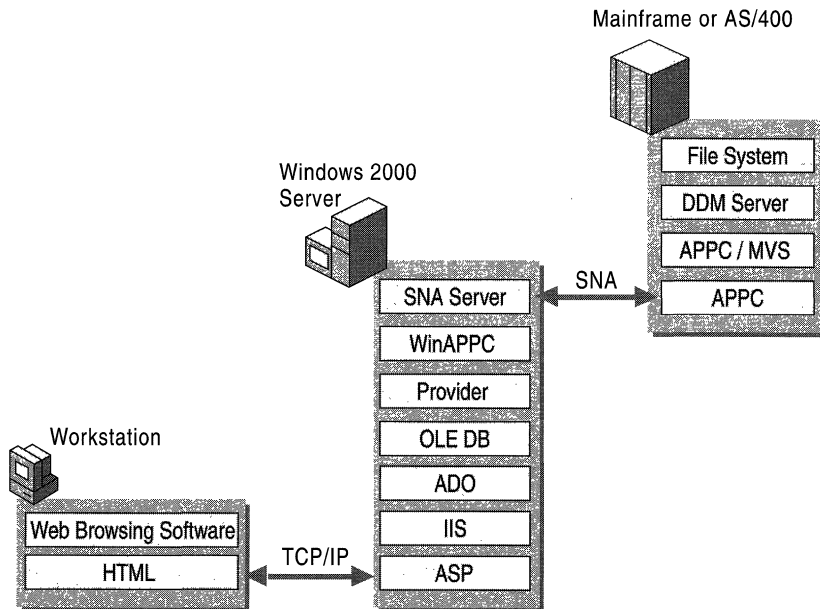 Mainframe or AS/400
File System
DDM Server
APPC / MVS
APPC
Windows 2000
Server
SNA
SNA Server
WinAPPC
Provider
OLE DB
ADO
IIS
ASP
Workstation
Web Browsing Software
HTML
TCP/IP